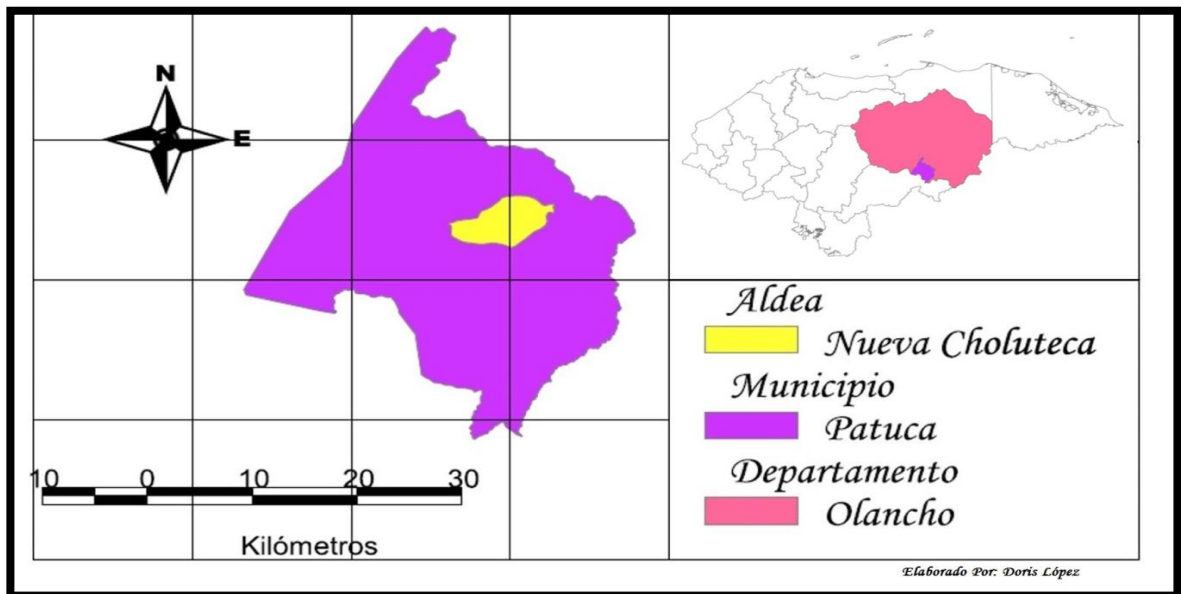 N
E
Aldea
Nueva Choluteca
Municipio
Patuca
Departamento
Olancho
10 0 10 20 30
Kilómetros
Elaborado Por: Doris López